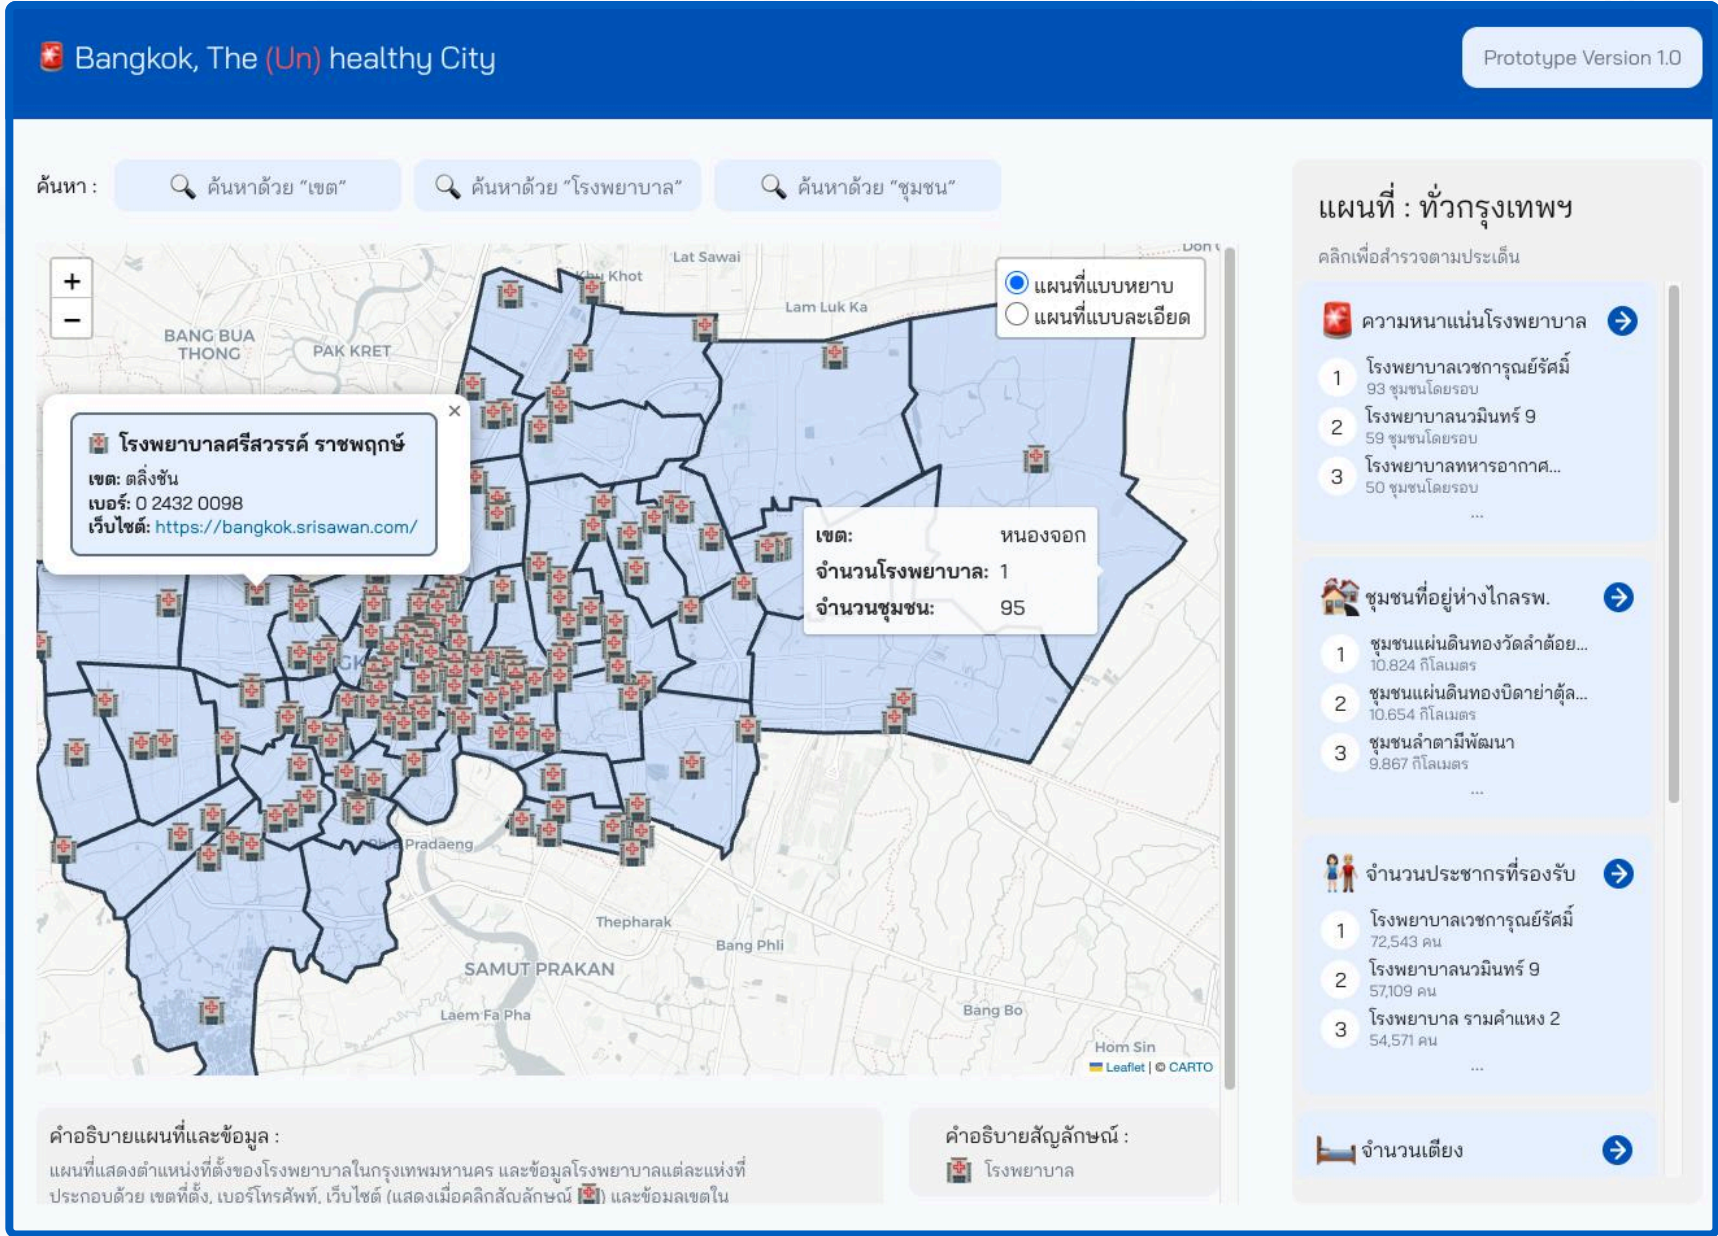 Bangkok, The (Un) healthy City
Prototype Version 1.0
ค้นหา :
ค้นหาด้วย "เขต"
ค้นหาด้วย "โรงพยาบาล"
ค้นหาด้วย "ชุมชน"
+
−
แผนที่แบบหยาบ
แผนที่แบบละเอียด
Lat Sawai
Khu Khot
Lam Luk Ka
BANG BUA
THONG
PAK KRET
×
โรงพยาบาลศรีสวรรค์ ราชพฤกษ์
เขต: ตลิ่งชัน
เบอร์: 0 2432 0098
เว็บไซต์: https://bangkok.srisawan.com/
เขต: หนองจอก
จำนวนโรงพยาบาล: 1
จำนวนชุมชน: 95
Phra Pradaeng
Thepharak
Bang Phli
SAMUT PRAKAN
Laem Fa Pha
Bang Bo
Hom Sin
Leaflet | © CARTO
คำอธิบายแผนที่และข้อมูล :
แผนที่แสดงตำแหน่งที่ตั้งของโรงพยาบาลในกรุงเทพมหานคร และข้อมูลโรงพยาบาลแต่ละแห่งที่
ประกอบด้วย เขตที่ตั้ง, เบอร์โทรศัพท์, เว็บไซต์ (แสดงเมื่อคลิกสัญลักษณ์ ) และข้อมูลเขตใน
คำอธิบายสัญลักษณ์ :
โรงพยาบาล
แผนที่ : ทั่วกรุงเทพฯ
คลิกเพื่อสำรวจตามประเด็น
ความหนาแน่นโรงพยาบาล
1 โรงพยาบาลเวชการุณย์รัศมิ์
93 ชุมชนโดยรอบ
2 โรงพยาบาลนวมินทร์ 9
59 ชุมชนโดยรอบ
3 โรงพยาบาลทหารอากาศ...
50 ชุมชนโดยรอบ
...
ชุมชนที่อยู่ห่างไกลรพ.
1 ชุมชนแผ่นดินทองวัดลำต้อย...
10.824 กิโลเมตร
2 ชุมชนแผ่นดินทองบิดาย่าตุ้ล...
10.654 กิโลเมตร
3 ชุมชนลำตามีพัฒนา
9.867 กิโลเมตร
...
จำนวนประชากรที่รองรับ
1 โรงพยาบาลเวชการุณย์รัศมิ์
72,543 คน
2 โรงพยาบาลนวมินทร์ 9
57,109 คน
3 โรงพยาบาล รามคำแหง 2
54,571 คน
...
จำนวนเตียง